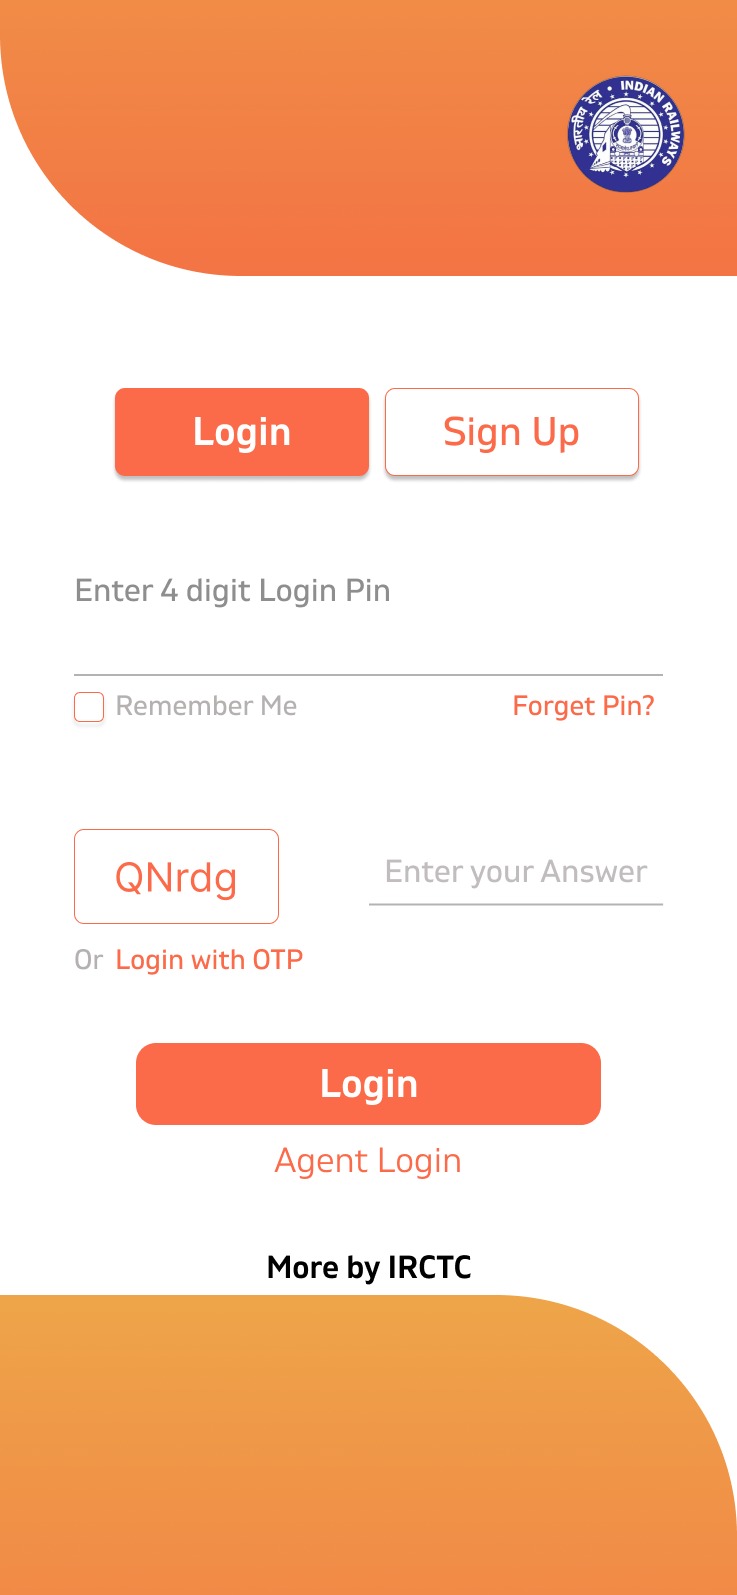 भारतीय रेल • INDIAN RAILWAYS
Login
Sign Up
Enter 4 digit Login Pin
Remember Me
Forget Pin?
QNrdg
Enter your Answer
Or Login with OTP
Login
Agent Login
More by IRCTC